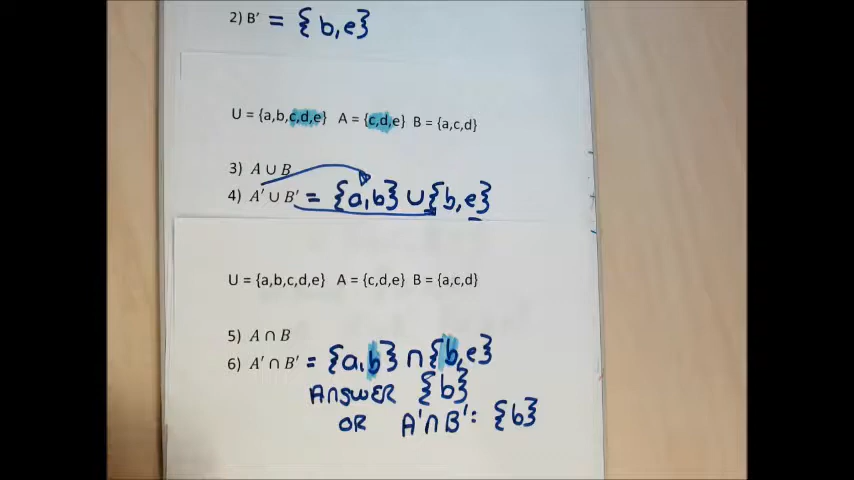 2) B′ = {b,e}
U = {a,b,c,d,e} A = {c,d,e} B = {a,c,d}
3) A ∪ B
4) A′ ∪ B′ = {a,b} ∪ {b,e}
U = {a,b,c,d,e} A = {c,d,e} B = {a,c,d}
5) A ∩ B
6) A′ ∩ B′ = {a,b} ∩ {b,e}
ANSWER {b}
OR A'∩B': {b}